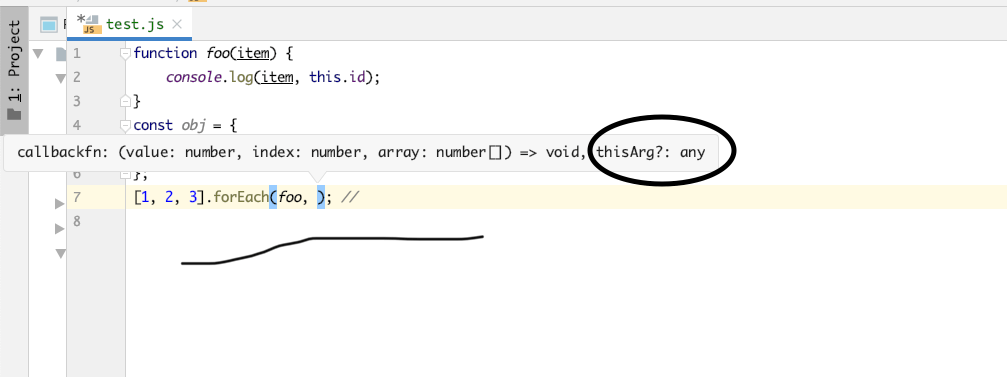 1: Project
test.js
JS
1 function foo(item) {
2 console.log(item, this.id);
3 }
4 const obj = {
callbackfn: (value: number, index: number, array: number[]) => void, thisArg?: any
6 };
7 [1, 2, 3].forEach(foo, ); //
8